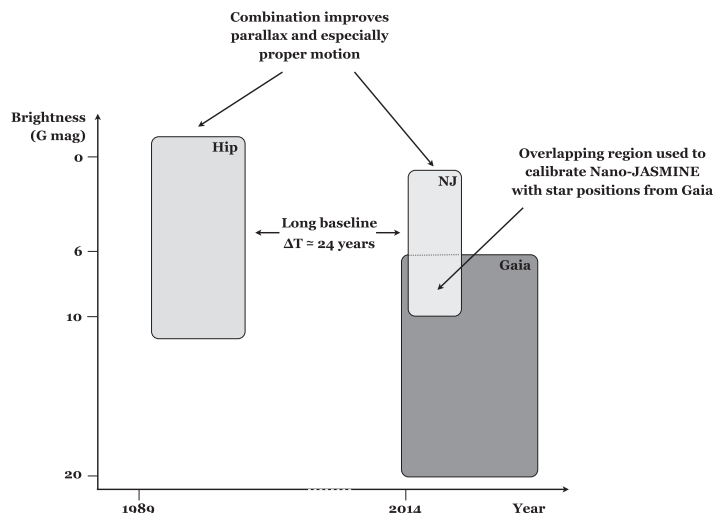 Combination improves
parallax and especially
proper motion
Brightness
(G mag)
0
Hip
Overlapping region used to
calibrate Nano-JASMINE
with star positions from Gaia
NJ
Long baseline
ΔT ≃ 24 years
6
Gaia
10
20
1989
2014
Year